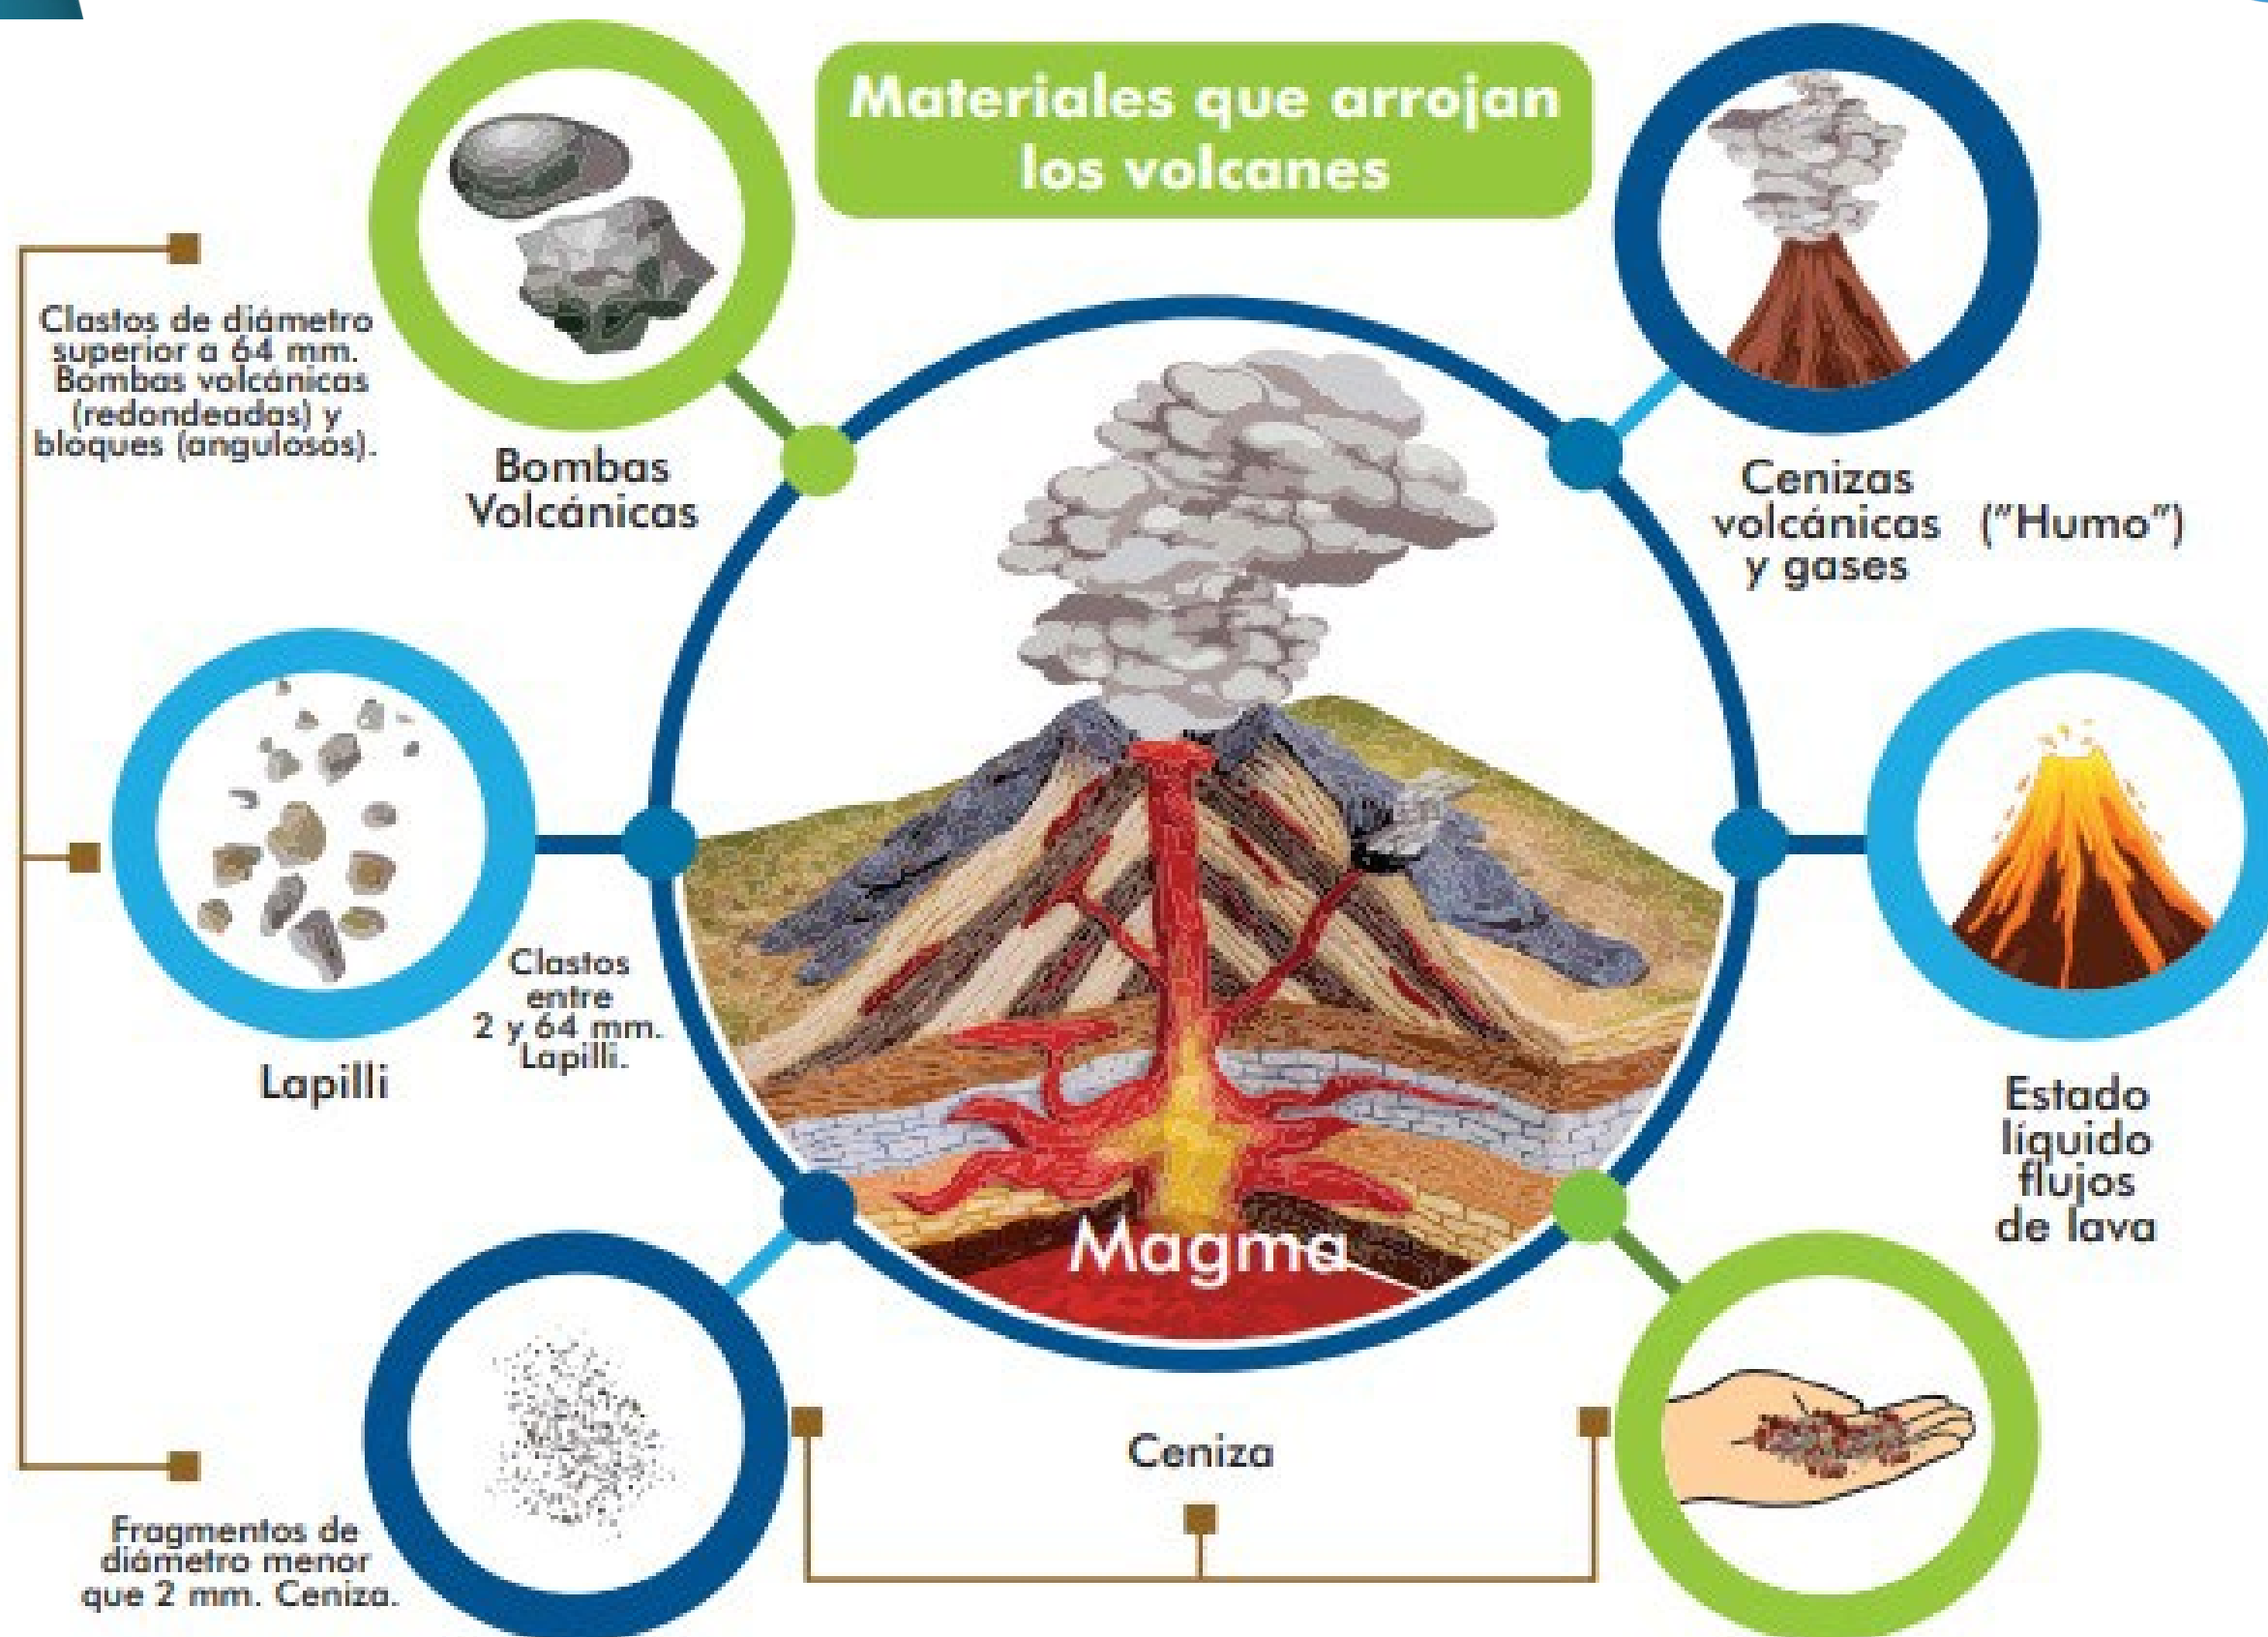 Materiales que arrojan
los volcanes
Clastos de diámetro
superior a 64 mm.
Bombas volcánicas
(redondeadas) y
bloques (angulosos).
Bombas
Volcánicas
Cenizas
volcánicas ("Humo")
y gases
Lapilli
Clastos
entre
2 y 64 mm.
Lapilli.
Estado
líquido
flujos
de lava
Magma
Fragmentos de
diámetro menor
que 2 mm. Ceniza.
Ceniza